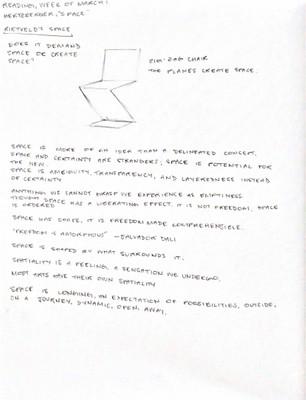 READING, WEEK OF MARCH 1
HERTZBERGER, "SPACE"
RIETVELD'S SPACE
DOES IT DEMAND
SPACE OR CREATE
SPACE?
ZIG-ZAG CHAIR
THE PLANES CREATE SPACE.
SPACE IS MORE OF AN IDEA THAN A DELINEATED CONCEPT.
SPACE AND CERTAINTY ARE STRANGERS; SPACE IS POTENTIAL FOR
THE NEW.
SPACE IS AMBIGUITY, TRANSPARENCY, AND LAYEREDNESS INSTEAD
OF CERTAINTY
ANYTHING WE CANNOT GRASP WE EXPERIENCE AS EMPTINESS
THOUGH SPACE HAS A LIBERATING EFFECT, IT IS NOT FREEDOM. SPACE
IS ORDERED
SPACE HAS SHAPE, IT IS FREEDOM MADE COMPREHENSIBLE.
"FREEDOM IS AMORPHOUS" —SALVADOR DALI
SPACE IS SHAPED BY WHAT SURROUNDS IT.
SPATIALITY IS A FEELING, A SENSATION WE UNDERGO.
MOST ARTS HAVE THEIR OWN SPATIALITY
SPACE IS LONGING, AN EXPECTATION OF POSSIBILITIES, OUTSIDE,
ON A JOURNEY, DYNAMIC, OPEN, AWAY.